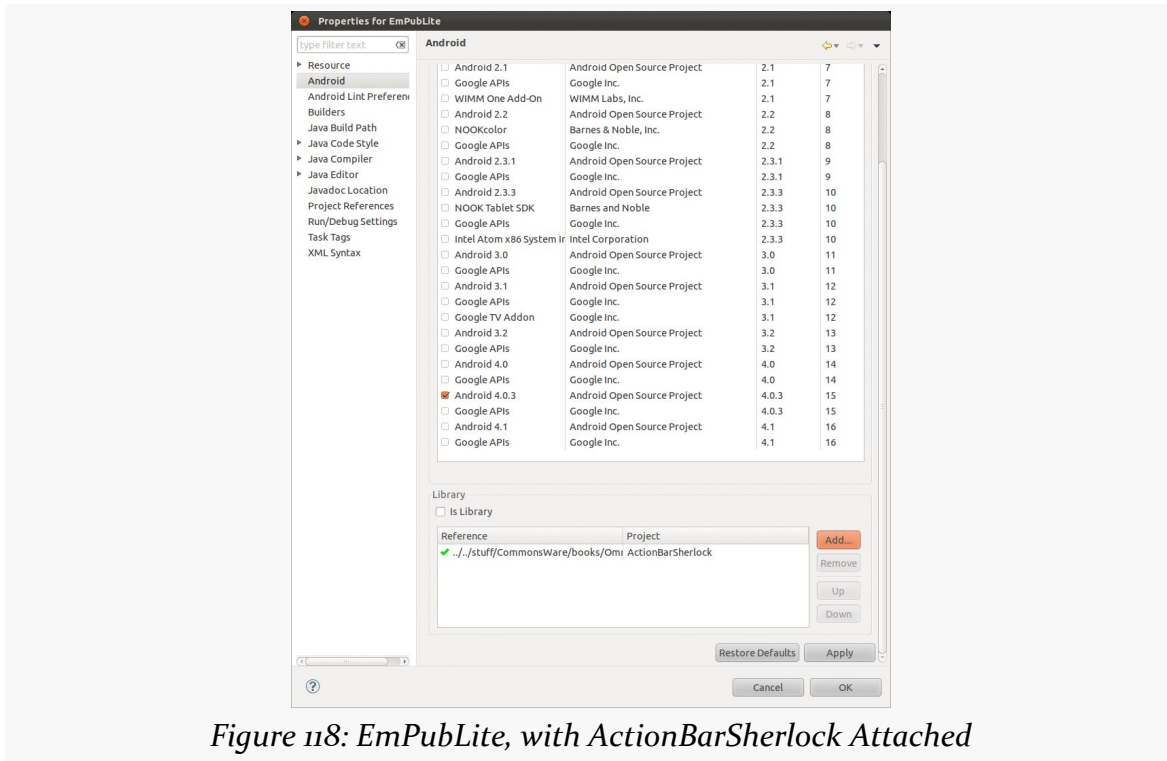 Properties for EmPubLite
type filter text
Android
Resource
Android
Android Lint Preferen
Builders
Java Build Path
Java Code Style
Java Compiler
Java Editor
Javadoc Location
Project References
Run/Debug Settings
Task Tags
XML Syntax
Android 2.1 Android Open Source Project 2.1 7
Google APIs Google Inc. 2.1 7
WIMM One Add-On WIMM Labs, Inc. 2.1 7
Android 2.2 Android Open Source Project 2.2 8
NOOKcolor Barnes & Noble, Inc. 2.2 8
Google APIs Google Inc. 2.2 8
Android 2.3.1 Android Open Source Project 2.3.1 9
Google APIs Google Inc. 2.3.1 9
Android 2.3.3 Android Open Source Project 2.3.3 10
NOOK Tablet SDK Barnes and Noble 2.3.3 10
Google APIs Google Inc. 2.3.3 10
Intel Atom x86 System Ir Intel Corporation 2.3.3 10
Android 3.0 Android Open Source Project 3.0 11
Google APIs Google Inc. 3.0 11
Android 3.1 Android Open Source Project 3.1 12
Google APIs Google Inc. 3.1 12
Google TV Addon Google Inc. 3.1 12
Android 3.2 Android Open Source Project 3.2 13
Google APIs Google Inc. 3.2 13
Android 4.0 Android Open Source Project 4.0 14
Google APIs Google Inc. 4.0 14
Android 4.0.3 Android Open Source Project 4.0.3 15
Google APIs Google Inc. 4.0.3 15
Android 4.1 Android Open Source Project 4.1 16
Google APIs Google Inc. 4.1 16
Library
Is Library
Reference Project
../../stuff/CommonsWare/books/Omr ActionBarSherlock
Add...
Remove
Up
Down
Restore Defaults Apply
Cancel OK
Figure 118: EmPubLite, with ActionBarSherlock Attached